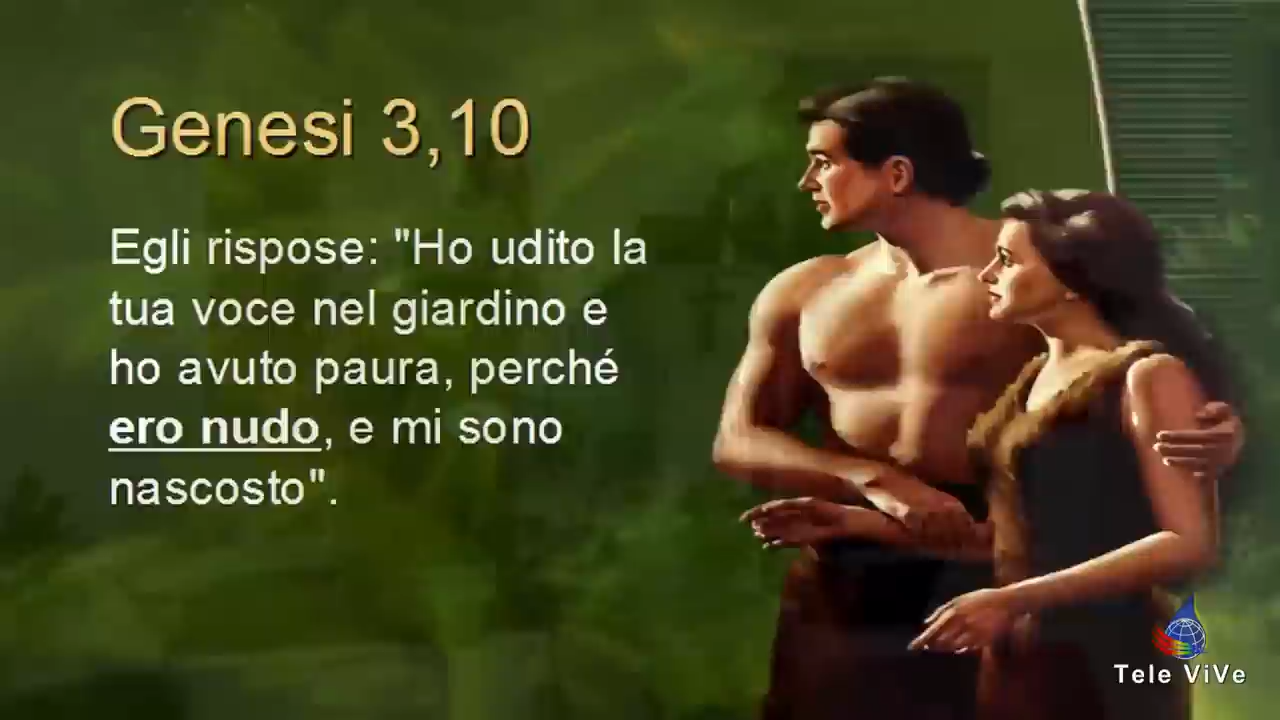 Genesi 3,10
Egli rispose: "Ho udito la
tua voce nel giardino e
ho avuto paura, perché
ero nudo, e mi sono
nascosto".
Tele ViVe